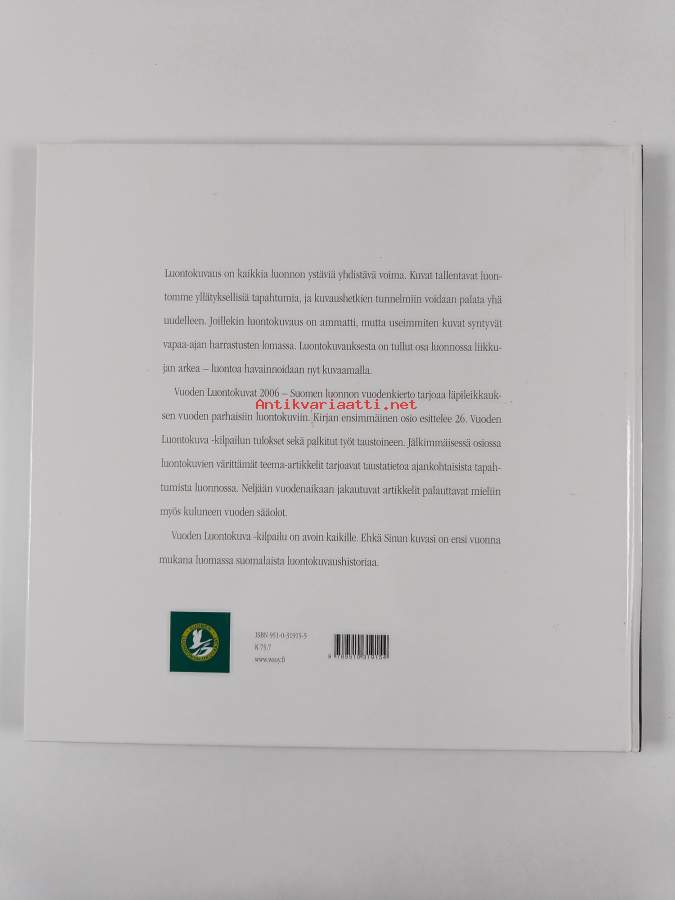 Luontokuvaus on kaikkia luonnon ystäviä yhdistävä voima. Kuvat tallentavat luon-
tomme yllätyksellisiä tapahtumia, ja kuvaushetkien tunnelmiin voidaan palata yhä
uudelleen. Joillekin luontokuvaus on ammatti, mutta useimmiten kuvat syntyvät
vapaa-ajan harrastusten lomassa. Luontokuvauksesta on tullut osa luonnossa liikku-
jan arkea – luontoa havainnoidaan nyt kuvaamalla.
Vuoden Luontokuvat 2006 – Suomen luonnon vuodenkierto tarjoaa läpileikkauk-
Antikvariaatti.net
sen vuoden parhaisiin luontokuviin. Kirjan ensimmäinen osio esittelee 26. Vuoden
Luontokuva -kilpailun tulokset sekä palkitut työt taustoineen. Jälkimmäisessä osiossa
luontokuvien värittämät teema-artikkelit tarjoavat taustatietoa ajankohtaisista tapah-
tumista luonnossa. Neljään vuodenaikaan jakautuvat artikkelit palauttavat mieliin
myös kuluneen vuoden sääolot.
Vuoden Luontokuva -kilpailu on avoin kaikille. Ehkä Sinun kuvasi on ensi vuonna
mukana luomassa suomalaista luontokuvaushistoriaa.
ISBN 951-0-31915-5
K 75.7
www.wsoy.fi